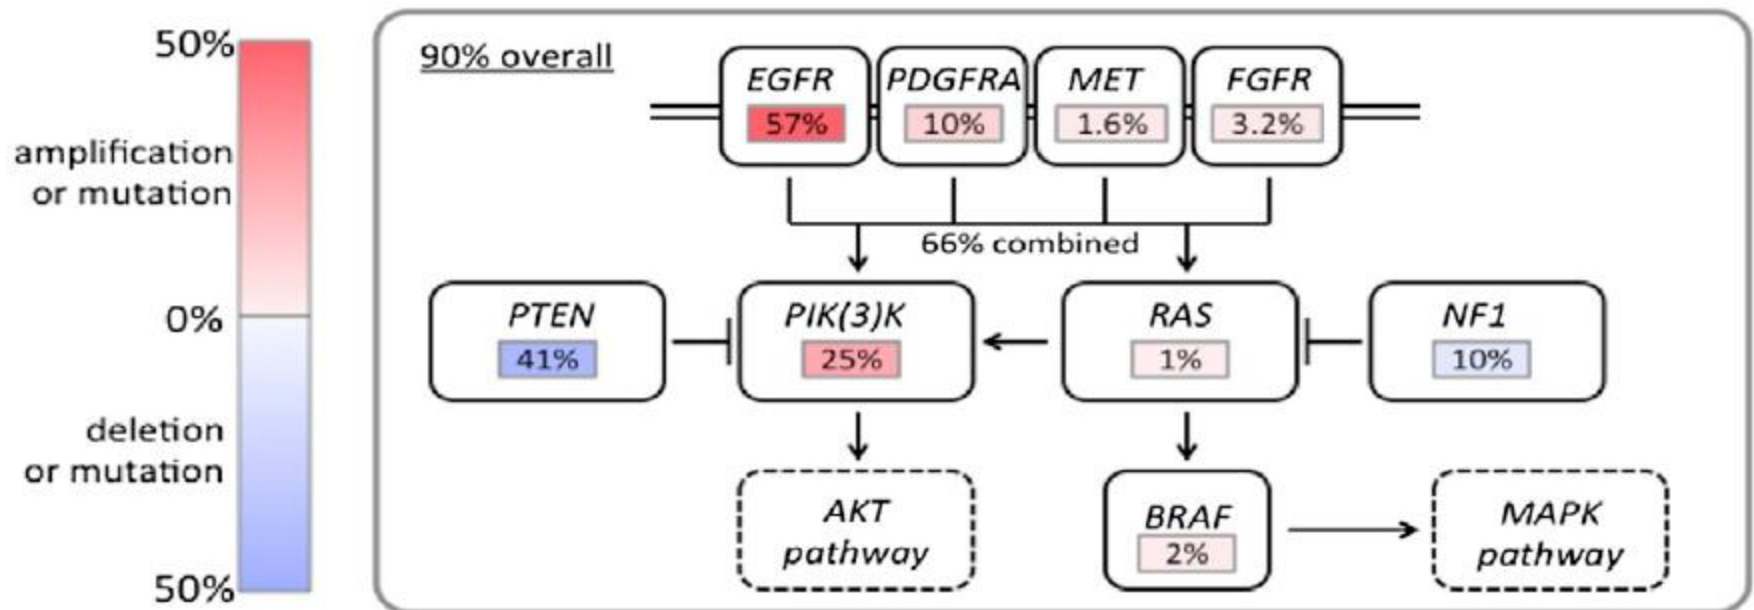 50%
amplification
or mutation
0%
deletion
or mutation
50%
90% overall
EGFR
57%
PDGFRA
10%
MET
1.6%
FGFR
3.2%
66% combined
PTEN
41%
PIK(3)K
25%
RAS
1%
NF1
10%
AKT
pathway
BRAF
2%
MAPK
pathway